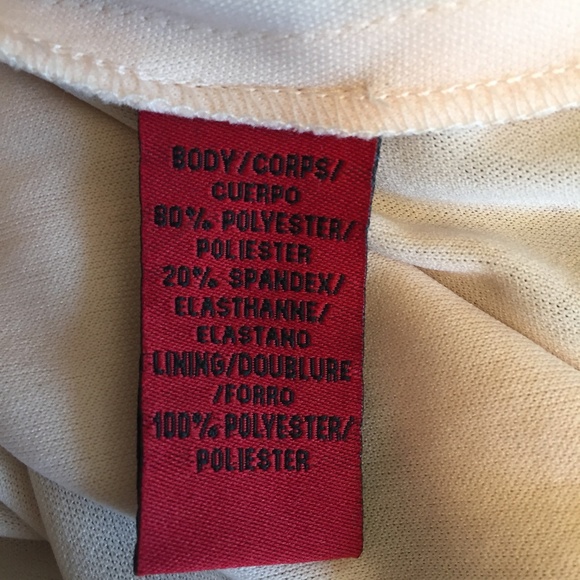 BODY/CORPS/
CUERPO
80% POLYESTER/
POLIESTER
20% SPANDEX/
ELASTHANNE/
ELASTANO
LINING/DOUBLURE
/FORRO
100% POLYESTER/
POLIESTER